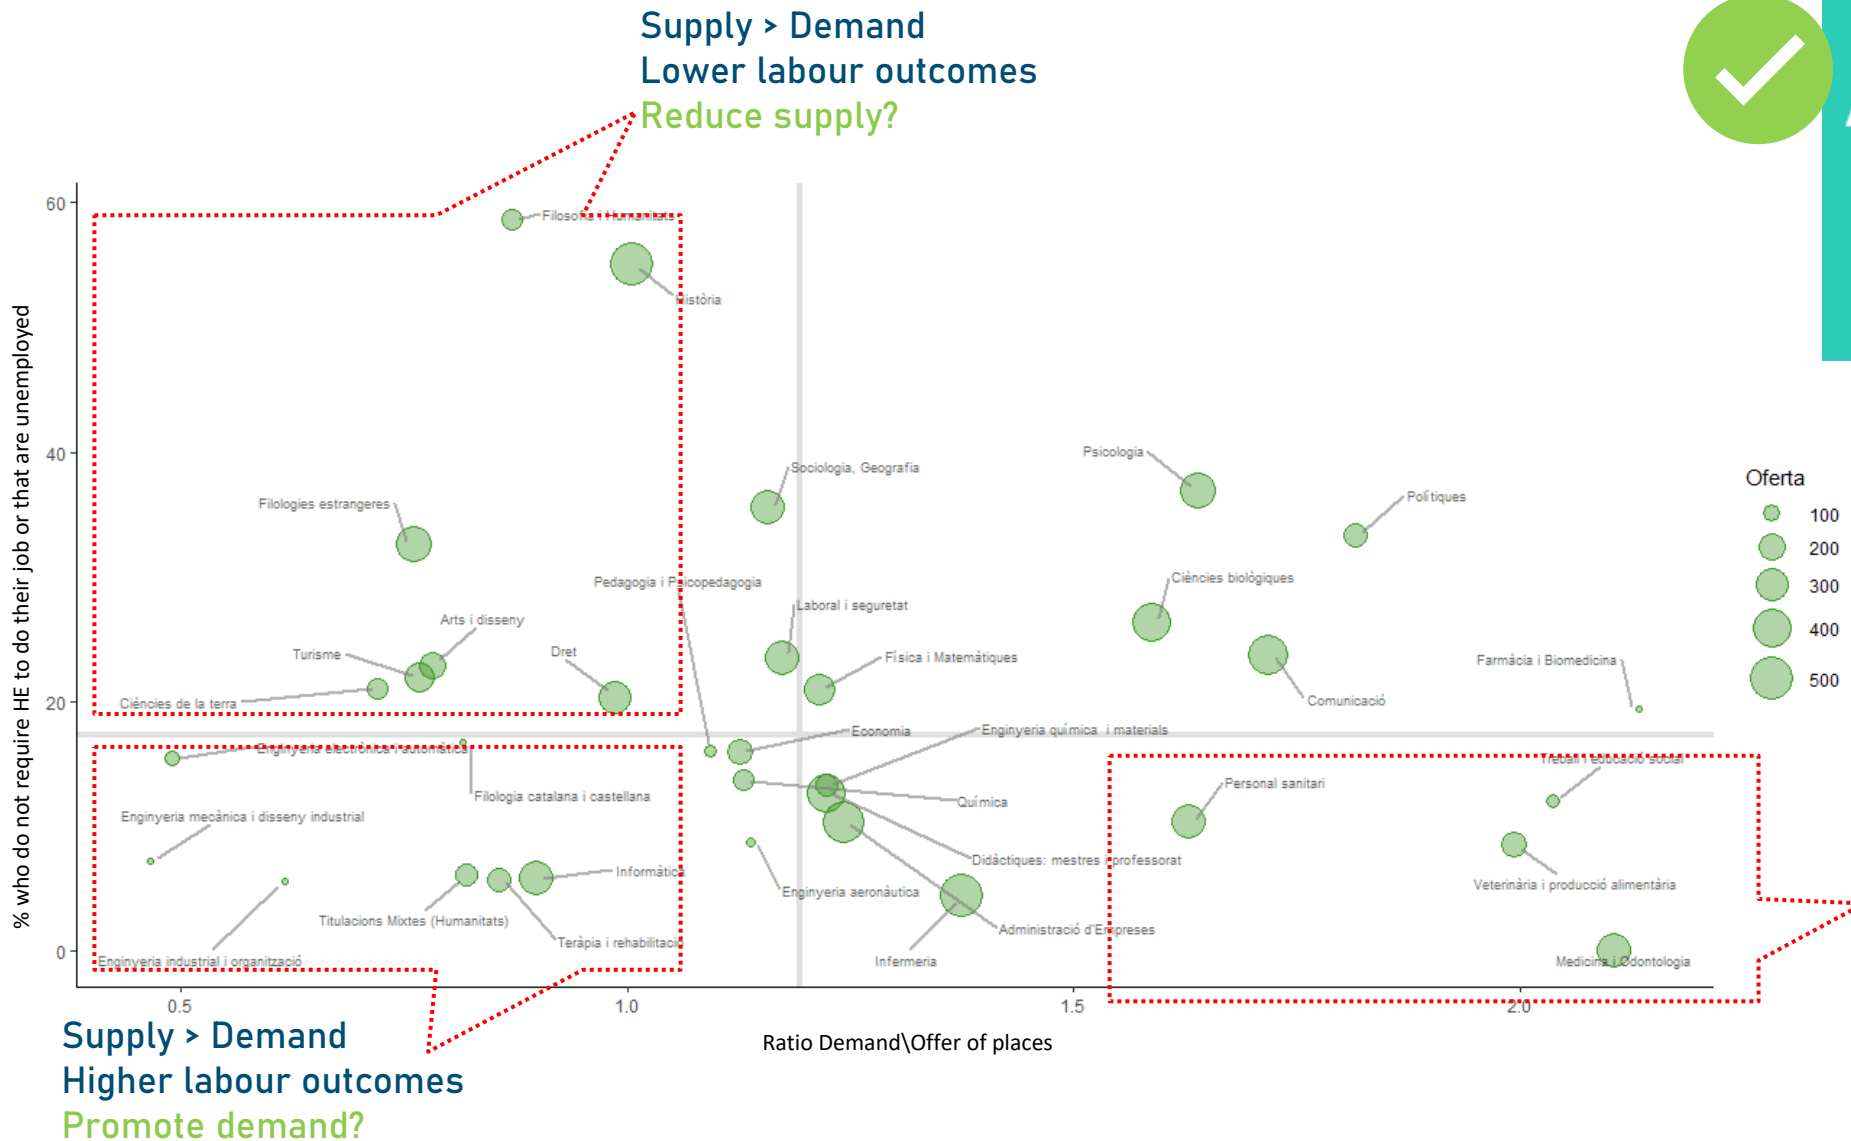 Supply > Demand
Lower labour outcomes
Reduce supply?
% who do not require HE to do their job or that are unemployed
60
40
20
0
Filosofia i Humanitats
Història
Sociologia, Geografia
Psicologia
Polítiques
Filologies estrangeres
Pedagogia i Psicopedagogia
Ciències biològiques
Laboral i seguretat
Arts i disseny
Turisme
Dret
Física i Matemàtiques
Farmàcia i Biomedicina
Ciències de la terra
Comunicació
Economia
Enginyeria química i materials
Enginyeria electrònica i automàtica
Treball i educació social
Filologia catalana i castellana
Personal sanitari
Química
Enginyeria mecànica i disseny industrial
Didàctiques: mestres i professorat
Informàtica
Enginyeria aeronàutica
Veterinària i producció alimentària
Titulacions Mixtes (Humanitats)
Administració d'Empreses
Teràpia i rehabilitació
Enginyeria industrial i organització
Infermeria
Medicina i Odontologia
0.5
1.0
1.5
2.0
Ratio Demand\Offer of places
Oferta
100
200
300
400
500
Supply > Demand
Higher labour outcomes
Promote demand?